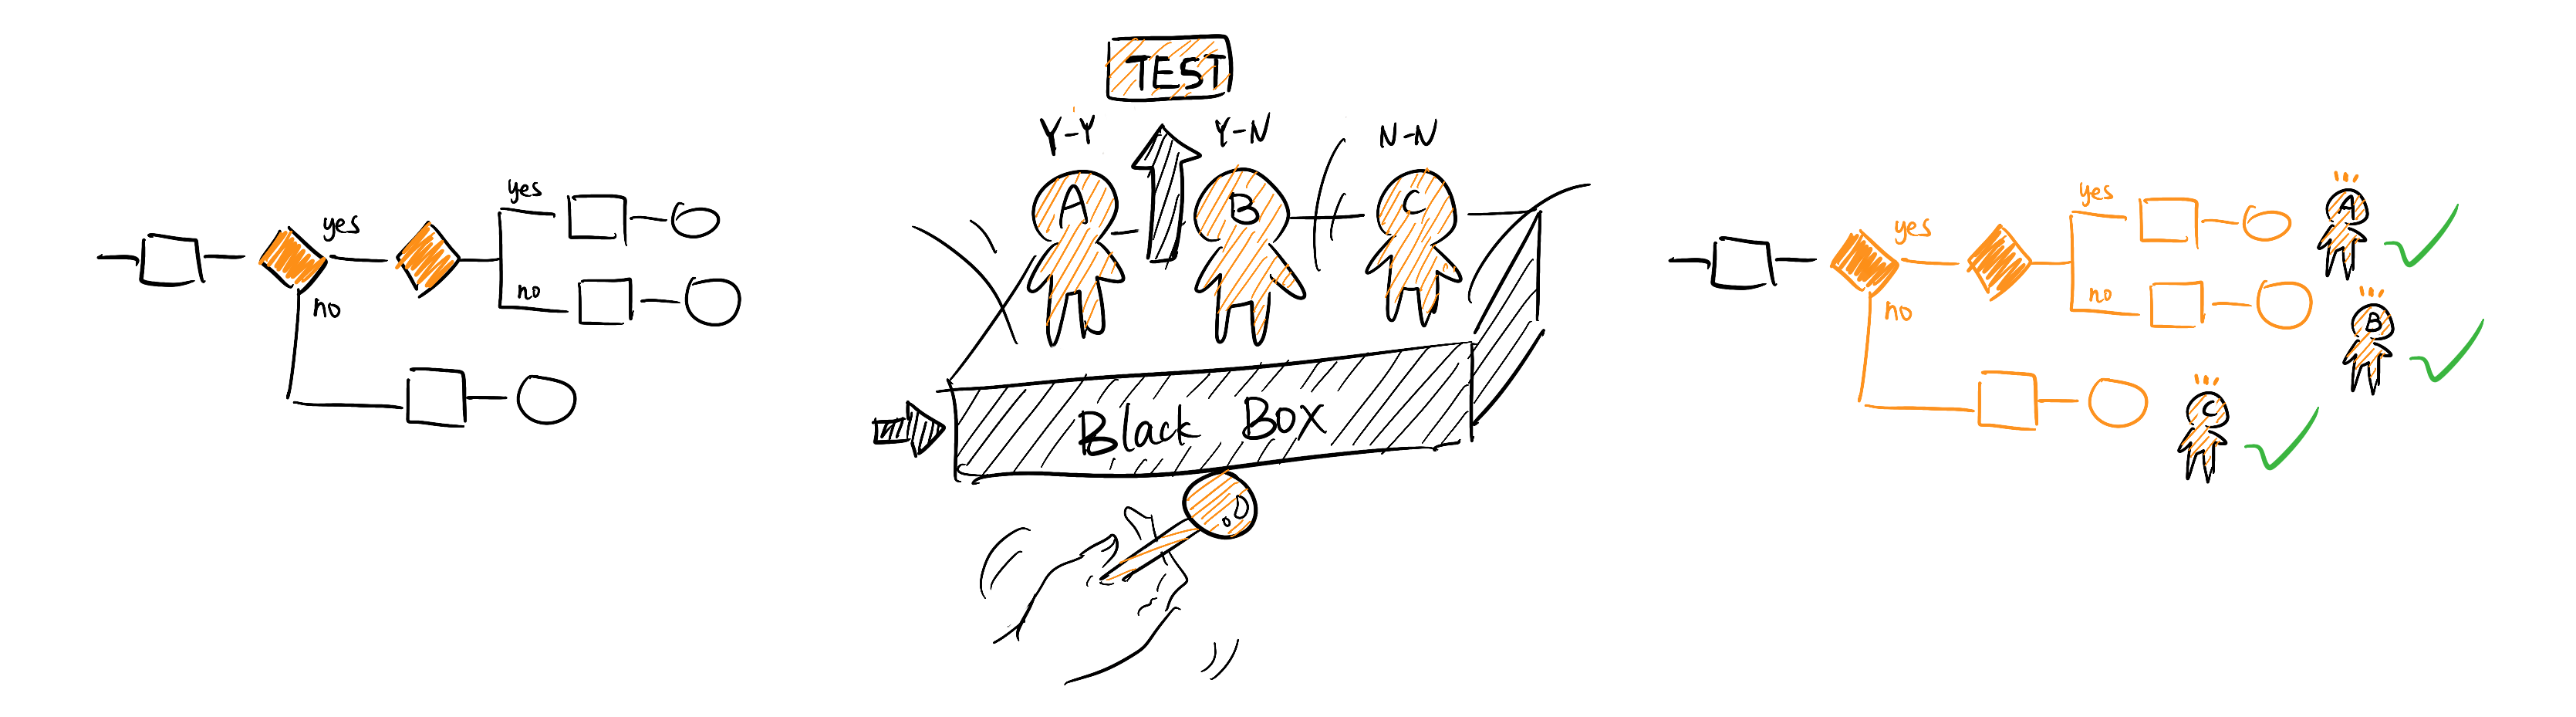 yes
no
yes
no
TEST
Y-Y
Y-N
N-N
A
B
C
Black Box
yes
no
yes
no
A
B
C